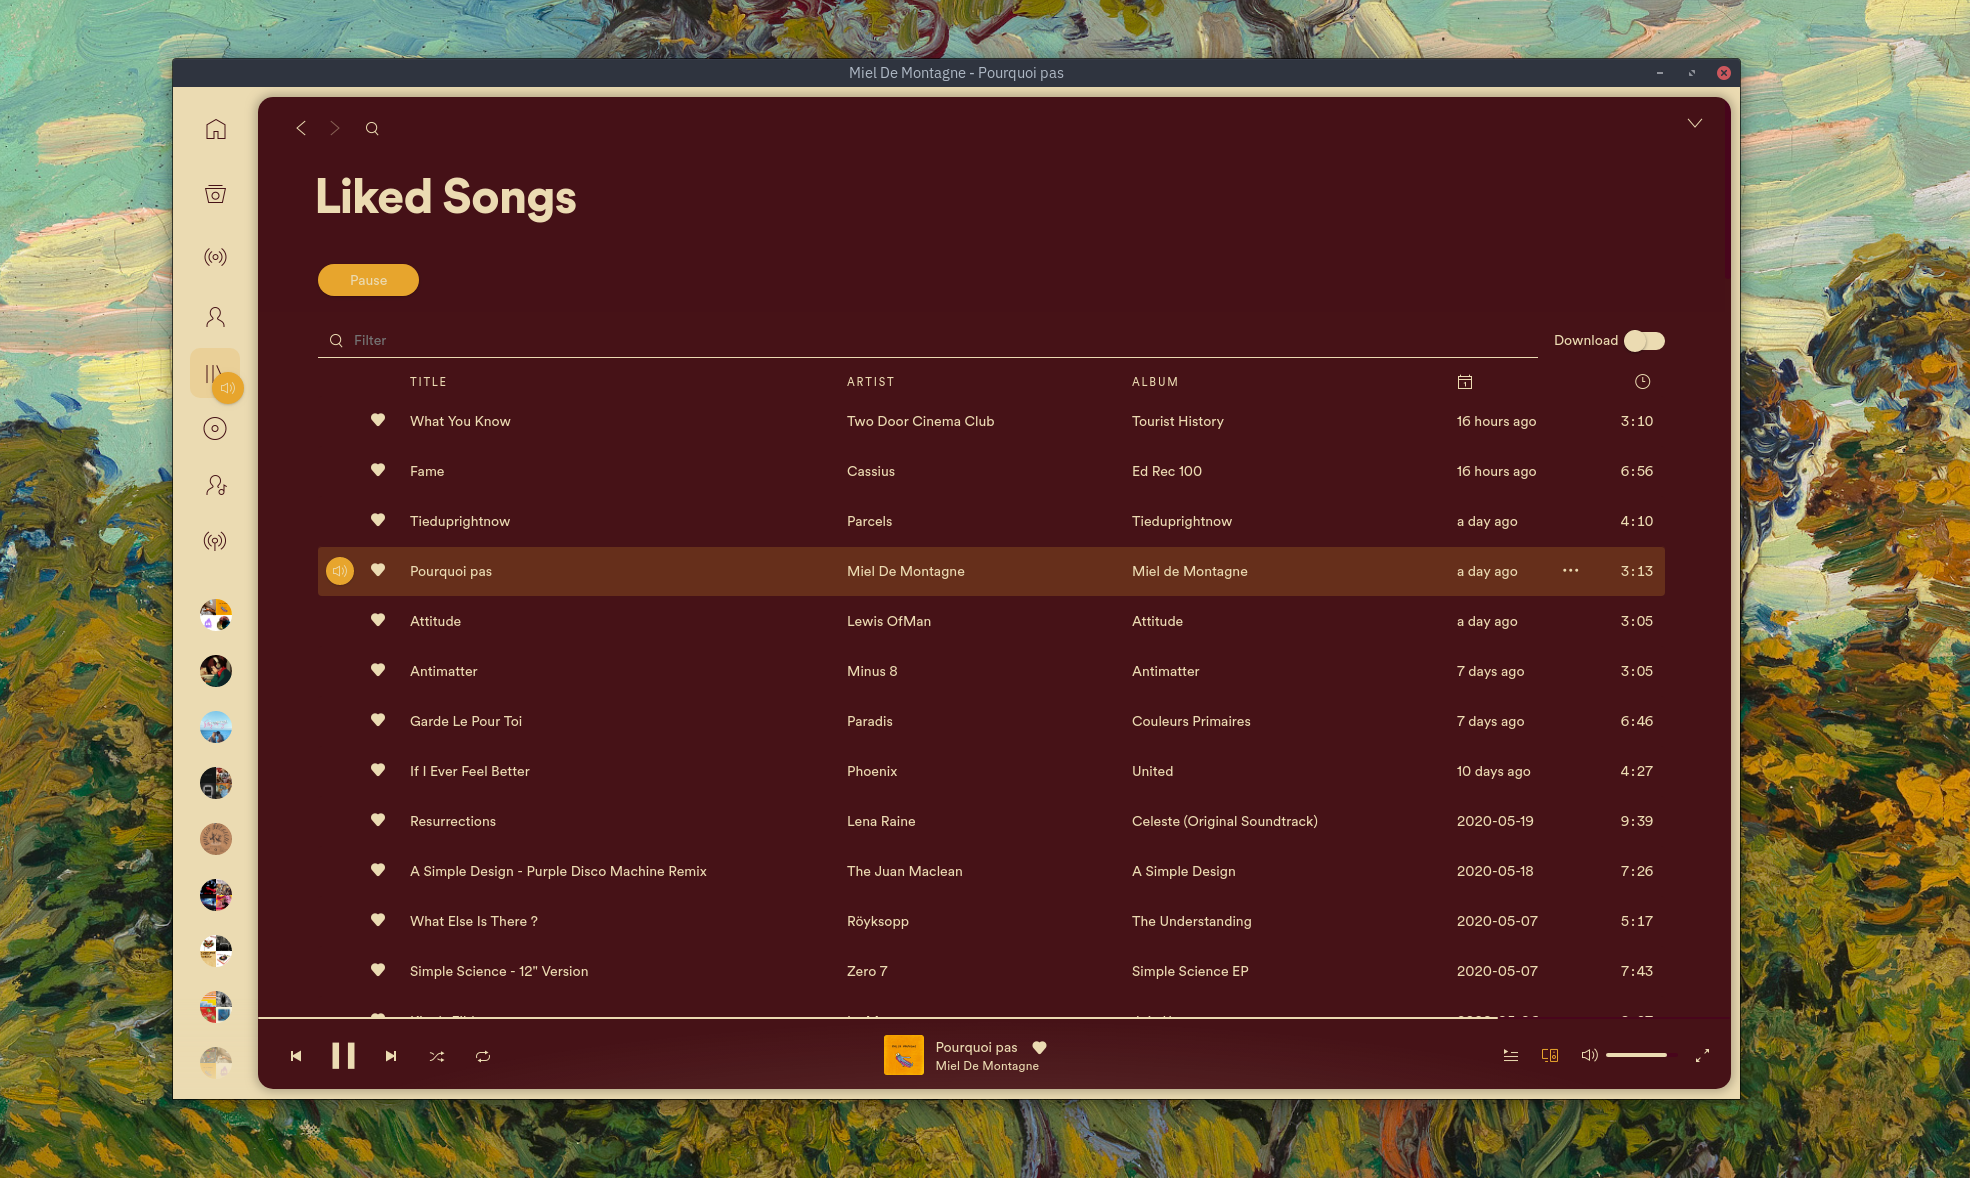 Miel De Montagne - Pourquoi pas
Liked Songs
Pause
Filter
Download
TITLE ARTIST ALBUM
What You Know Two Door Cinema Club Tourist History 16 hours ago 3:10
Fame Cassius Ed Rec 100 16 hours ago 6:56
Tieduprightnow Parcels Tieduprightnow a day ago 4:10
Pourquoi pas Miel De Montagne Miel de Montagne a day ago ••• 3:13
Attitude Lewis OfMan Attitude a day ago 3:05
Antimatter Minus 8 Antimatter 7 days ago 3:05
Garde Le Pour Toi Paradis Couleurs Primaires 7 days ago 6:46
If I Ever Feel Better Phoenix United 10 days ago 4:27
Resurrections Lena Raine Celeste (Original Soundtrack) 2020-05-19 9:39
A Simple Design - Purple Disco Machine Remix The Juan Maclean A Simple Design 2020-05-18 7:26
What Else Is There ? Röyksopp The Understanding 2020-05-07 5:17
Simple Science - 12" Version Zero 7 Simple Science EP 2020-05-07 7:43
Pourquoi pas
Miel De Montagne